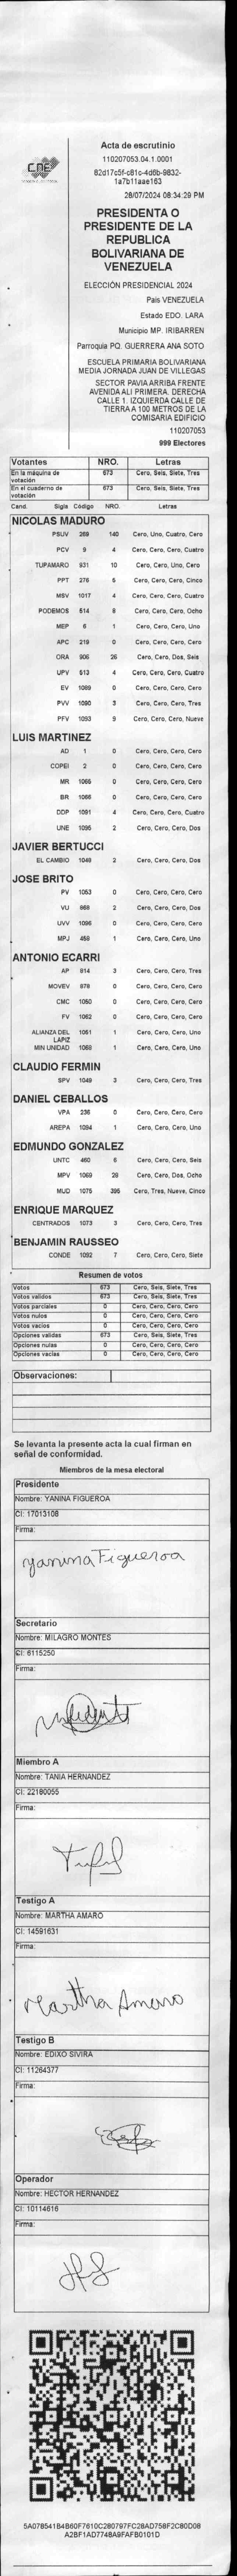 CNE
Acta de escrutinio
110207053.04.1.0001
82d17c5f-c81c-4d6b-9832-
1a7b11aae163
28/07/2024 08:34:29 PM
PRESIDENTA O
PRESIDENTE DE LA
REPUBLICA
BOLIVARIANA DE
VENEZUELA
ELECCIÓN PRESIDENCIAL 2024
Pais VENEZUELA
Estado EDO. LARA
Municipio MP. IRIBARREN
Parroquia PQ. GUERRERA ANA SOTO
ESCUELA PRIMARIA BOLIVARIANA
MEDIA JORNADA JUAN DE VILLEGAS
SECTOR PAVIA ARRIBA FRENTE
AVENIDA ALI PRIMERA. DERECHA
CALLE 1. IZQUIERDA CALLE DE
TIERRA A 100 METROS DE LA
COMISARIA EDIFICIO
110207053
999 Electores
Votantes NRO. Letras
En la máquina de votación 673 Cero, Seis, Siete, Tres
En el cuaderno de votación 673 Cero, Seis, Siete, Tres
Cand. Sigla Código NRO. Letras
NICOLAS MADURO
PSUV 269 140 Cero, Uno, Cuatro, Cero
PCV 9 4 Cero, Cero, Cero, Cuatro
TUPAMARO 931 10 Cero, Cero, Uno, Cero
PPT 276 5 Cero, Cero, Cero, Cinco
MSV 1017 4 Cero, Cero, Cero, Cuatro
PODEMOS 514 8 Cero, Cero, Cero, Ocho
MEP 6 1 Cero, Cero, Cero, Uno
APC 219 0 Cero, Cero, Cero, Cero
ORA 906 26 Cero, Cero, Dos, Seis
UPV 513 4 Cero, Cero, Cero, Cuatro
EV 1089 0 Cero, Cero, Cero, Cero
PVV 1090 3 Cero, Cero, Cero, Tres
PFV 1093 9 Cero, Cero, Cero, Nueve
LUIS MARTINEZ
AD 1 0 Cero, Cero, Cero, Cero
COPEI 2 0 Cero, Cero, Cero, Cero
MR 1065 0 Cero, Cero, Cero, Cero
BR 1066 0 Cero, Cero, Cero, Cero
DDP 1091 4 Cero, Cero, Cero, Cuatro
UNE 1095 2 Cero, Cero, Cero, Dos
JAVIER BERTUCCI
EL CAMBIO 1048 2 Cero, Cero, Cero, Dos
JOSE BRITO
PV 1053 0 Cero, Cero, Cero, Cero
VU 868 2 Cero, Cero, Cero, Dos
UVV 1096 0 Cero, Cero, Cero, Cero
MPJ 458 1 Cero, Cero, Cero, Uno
ANTONIO ECARRI
AP 814 3 Cero, Cero, Cero, Tres
MOVEV 878 0 Cero, Cero, Cero, Cero
CMC 1050 0 Cero, Cero, Cero, Cero
FV 1062 0 Cero, Cero, Cero, Cero
ALIANZA DEL LAPIZ 1051 1 Cero, Cero, Cero, Uno
MIN UNIDAD 1068 1 Cero, Cero, Cero, Uno
CLAUDIO FERMIN
SPV 1049 3 Cero, Cero, Cero, Tres
DANIEL CEBALLOS
VPA 236 0 Cero, Cero, Cero, Cero
AREPA 1094 1 Cero, Cero, Cero, Uno
EDMUNDO GONZALEZ
UNTC 460 6 Cero, Cero, Cero, Seis
MPV 1069 28 Cero, Cero, Dos, Ocho
MUD 1075 395 Cero, Tres, Nueve, Cinco
ENRIQUE MARQUEZ
CENTRADOS 1073 3 Cero, Cero, Cero, Tres
BENJAMIN RAUSSEO
CONDE 1092 7 Cero, Cero, Cero, Siete
Resumen de votos
Votos 673 Cero, Seis, Siete, Tres
Votos validos 673 Cero, Seis, Siete, Tres
Votos parciales 0 Cero, Cero, Cero, Cero
Votos nulos 0 Cero, Cero, Cero, Cero
Votos vacios 0 Cero, Cero, Cero, Cero
Opciones validas 673 Cero, Seis, Siete, Tres
Opciones nulas 0 Cero, Cero, Cero, Cero
Opciones vacias 0 Cero, Cero, Cero, Cero
Observaciones:
Se levanta la presente acta la cual firman en
señal de conformidad.
Miembros de la mesa electoral
Presidente
Nombre: YANINA FIGUEROA
CI: 17013108
Firma:
Yanina Figueroa
Secretario
Nombre: MILAGRO MONTES
CI: 6115250
Firma:
Miembro A
Nombre: TANIA HERNANDEZ
CI: 22180055
Firma:
Testigo A
Nombre: MARTHA AMARO
CI: 14591631
Firma:
Martha Amaro
Testigo B
Nombre: EDIXO SIVIRA
CI: 11264377
Firma:
Operador
Nombre: HECTOR HERNANDEZ
CI: 10114616
Firma:
5A078541B4B60F7610C280797FC28AD758F2C80D08
A2BF1AD7748A9FAFB0101D